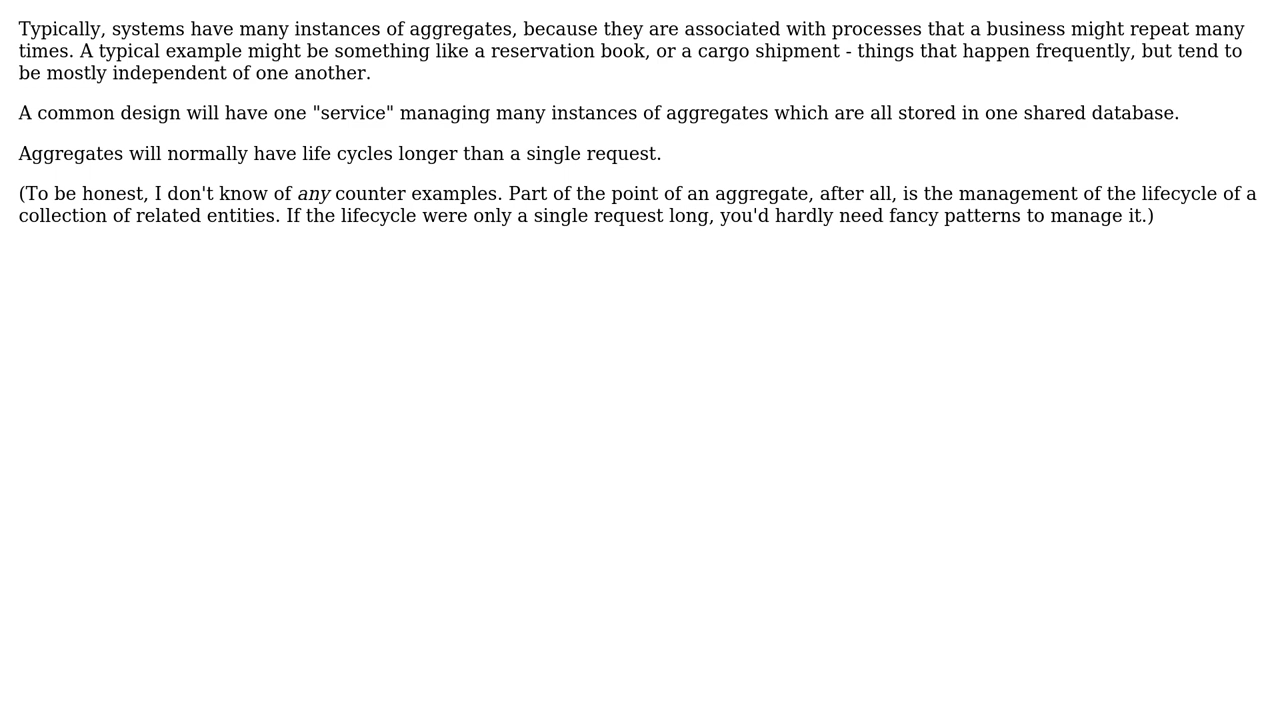 Typically, systems have many instances of aggregates, because they are associated with processes that a business might repeat many
times. A typical example might be something like a reservation book, or a cargo shipment - things that happen frequently, but tend to
be mostly independent of one another.
A common design will have one "service" managing many instances of aggregates which are all stored in one shared database.
Aggregates will normally have life cycles longer than a single request.
(To be honest, I don't know of any counter examples. Part of the point of an aggregate, after all, is the management of the lifecycle of a
collection of related entities. If the lifecycle were only a single request long, you'd hardly need fancy patterns to manage it.)